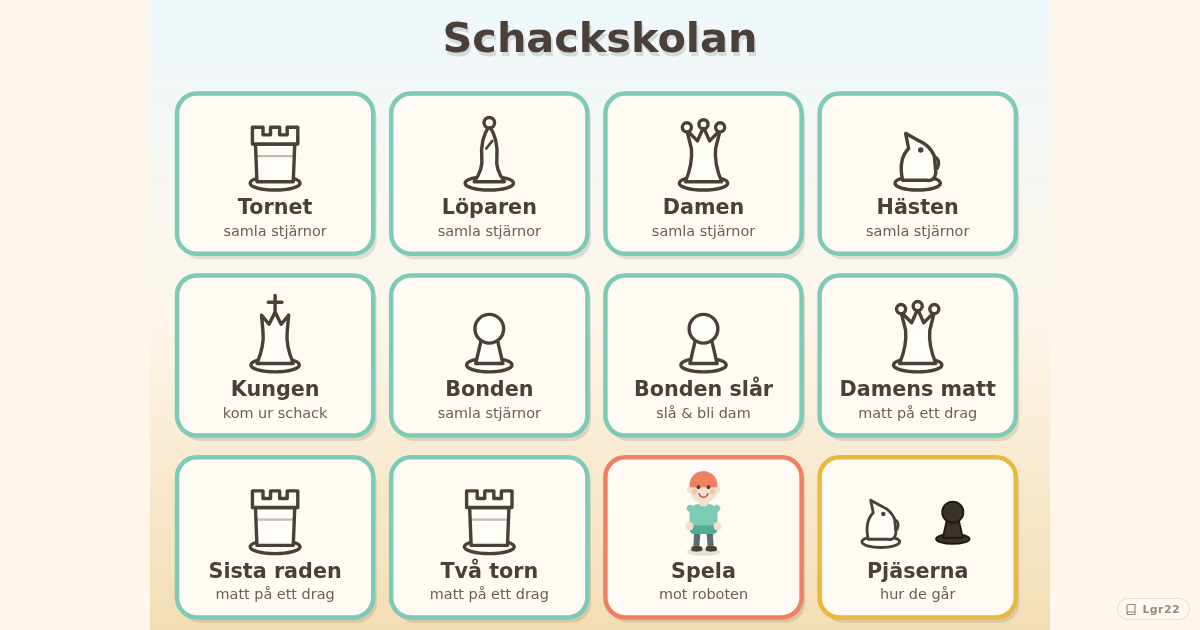 Schackskolan
Tornet
samla stjärnor
Löparen
samla stjärnor
Damen
samla stjärnor
Hästen
samla stjärnor
Kungen
kom ur schack
Bonden
samla stjärnor
Bonden slår
slå & bli dam
Damens matt
matt på ett drag
Sista raden
matt på ett drag
Två torn
matt på ett drag
Spela
mot roboten
Pjäserna
hur de går
Lgr22